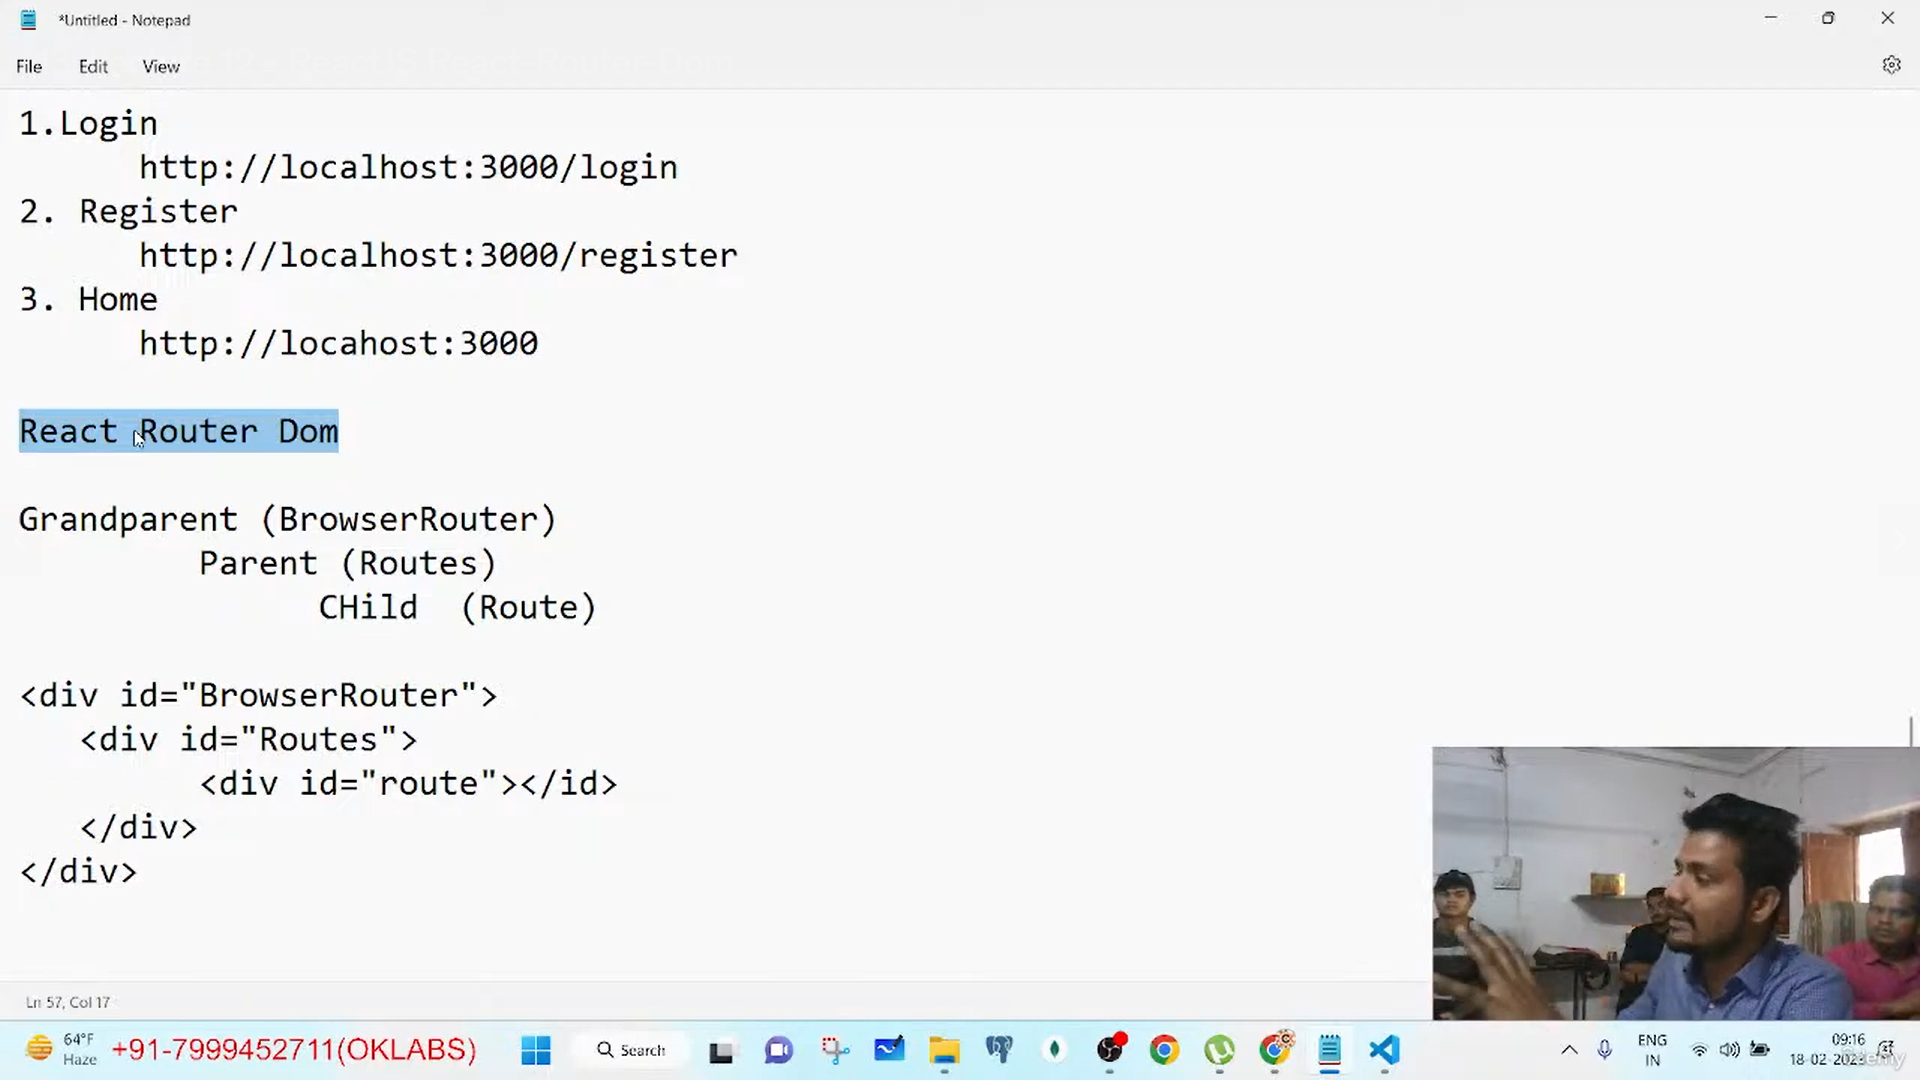 *Untitled - Notepad
File Edit View
1.Login
http://localhost:3000/login
2. Register
http://localhost:3000/register
3. Home
http://locahost:3000
React Router Dom
Grandparent (BrowserRouter)
Parent (Routes)
CHild (Route)
<div id="BrowserRouter">
<div id="Routes">
<div id="route"></id>
</div>
</div>
Ln 57, Col 17
64°F
Haze
+91-7999452711(OKLABS)
Search
ENG
IN
09:16
18-02-2023